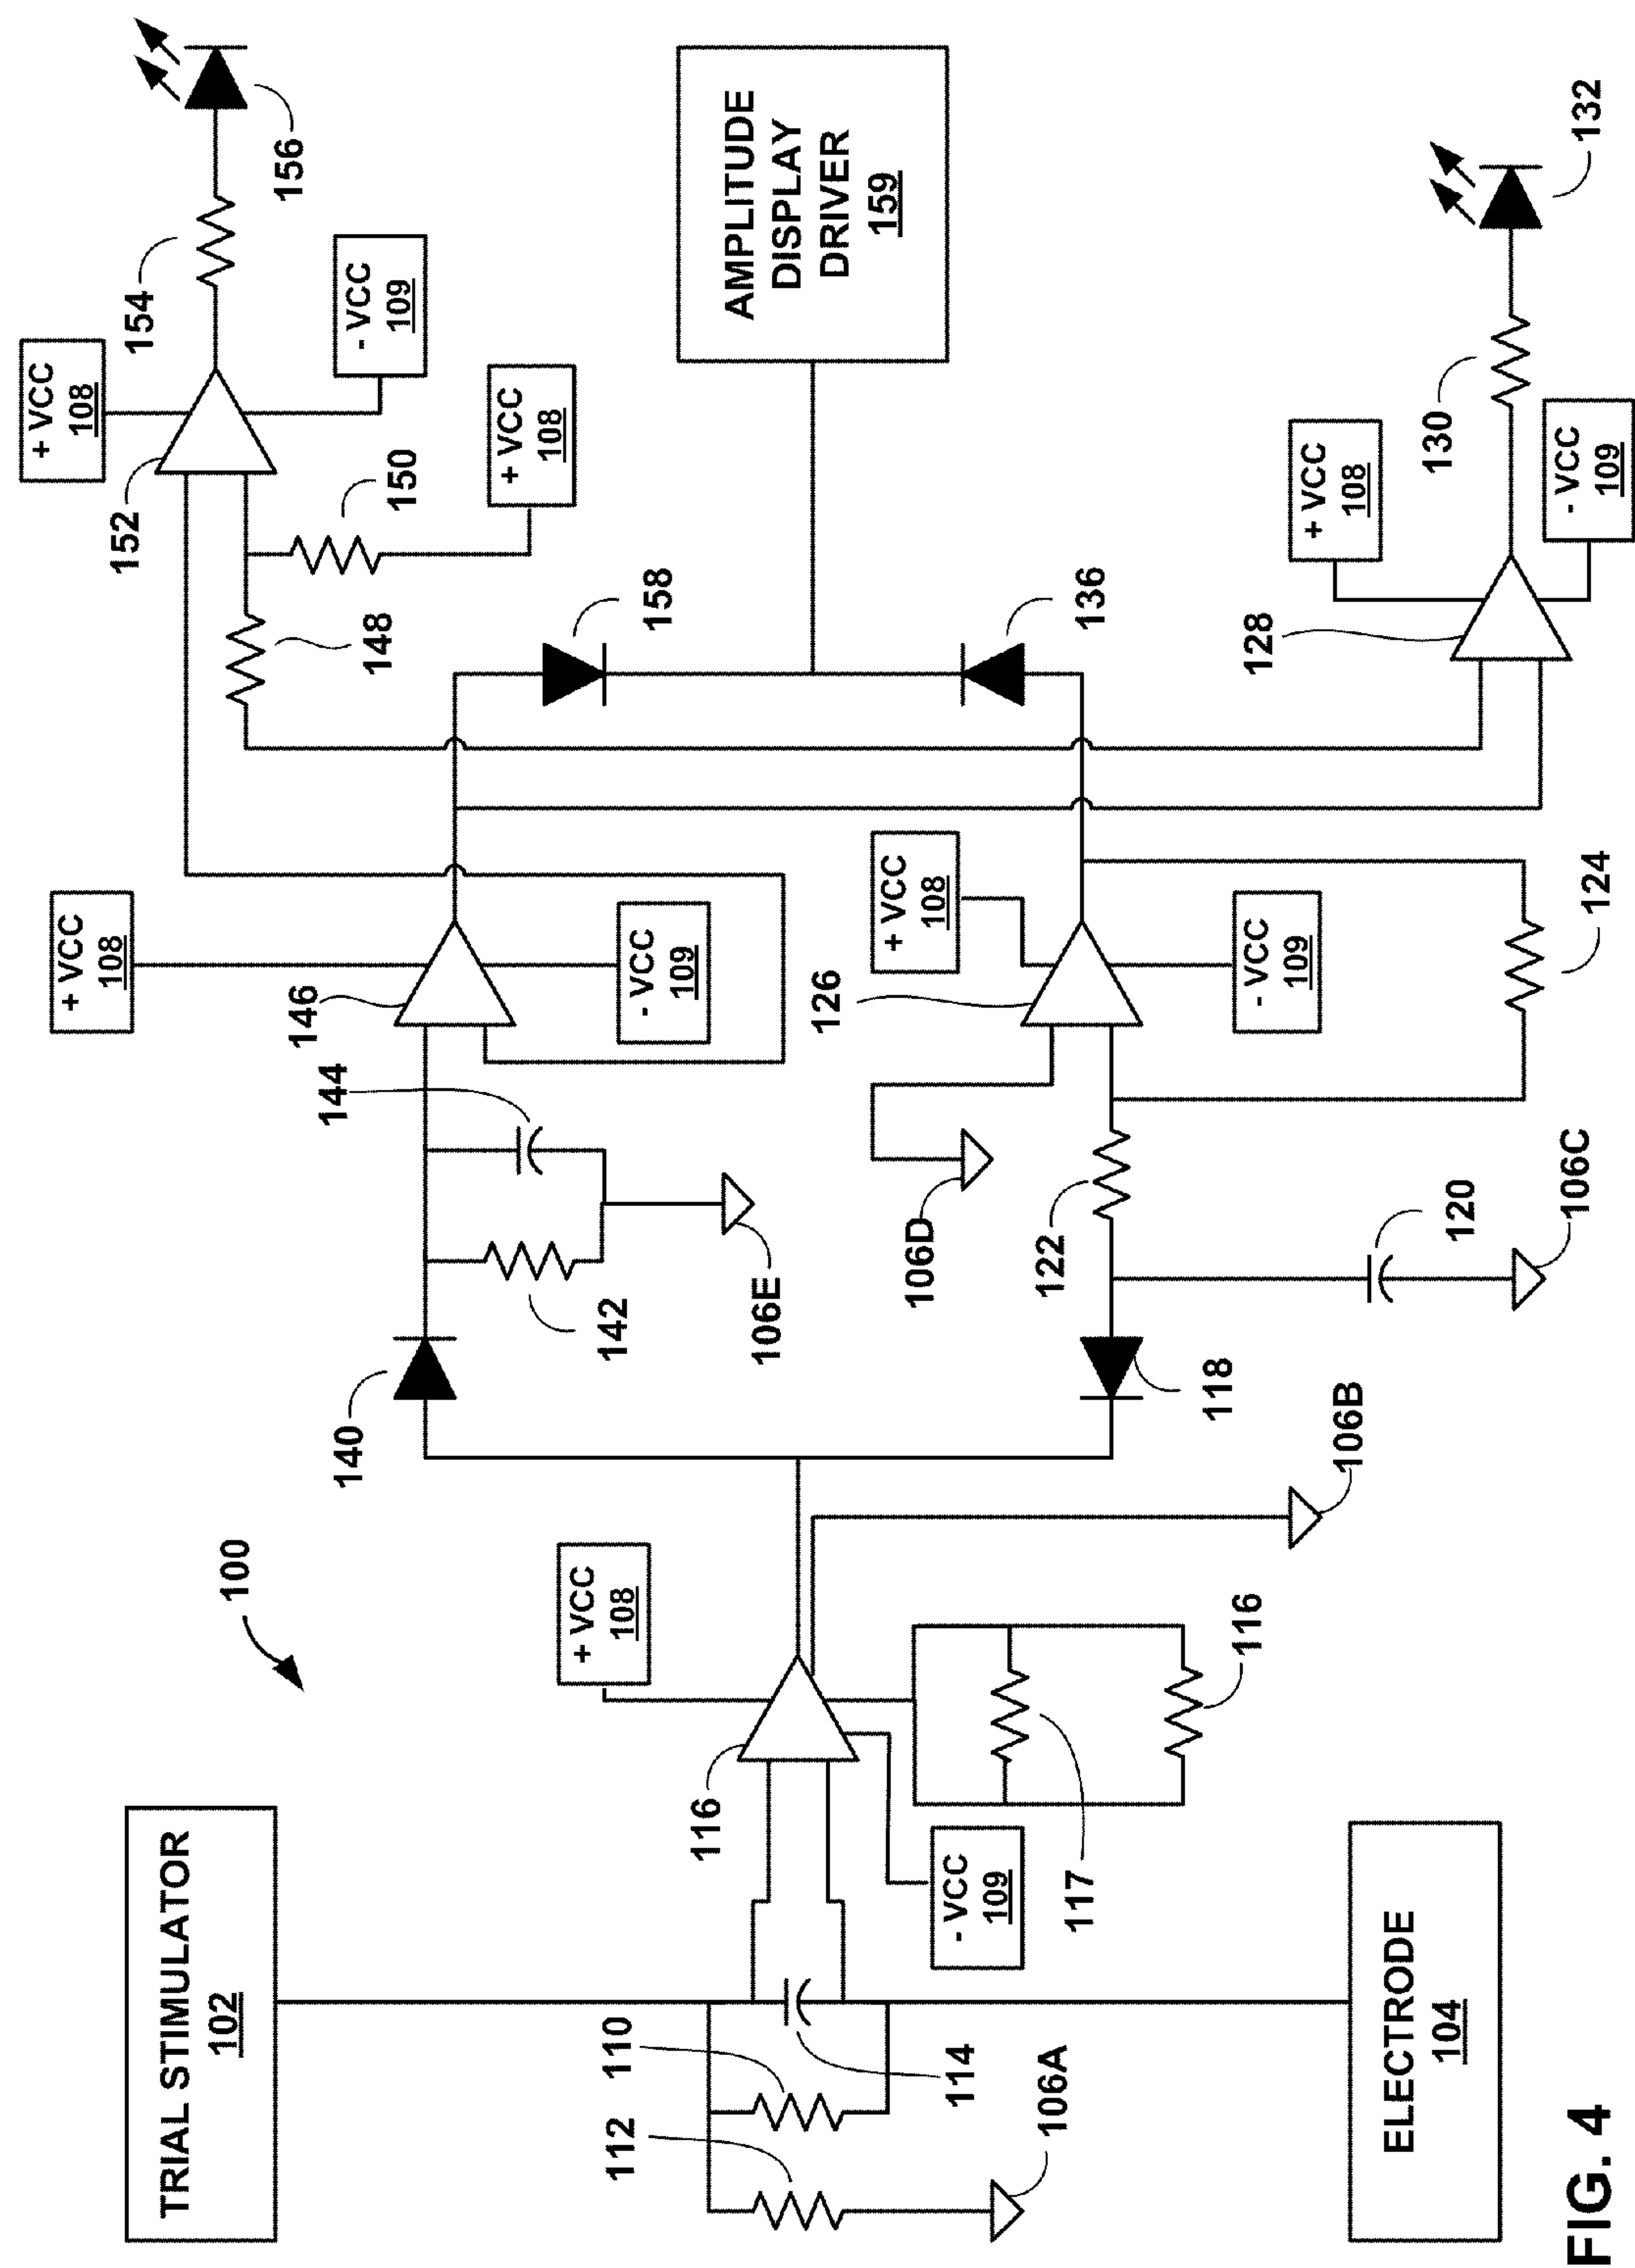 156
154
+ VCC
108
- VCC
109
152
150
+ VCC
108
148
AMPLITUDE
DISPLAY
DRIVER
159
158
136
132
130
+ VCC
108
- VCC
109
128
+ VCC
108
146
- VCC
109
144
142
106E
140
+ VCC
108
126
- VCC
109
124
106D
122
120
106C
118
106B
100
+ VCC
108
116
- VCC
109
117
116
TRIAL STIMULATOR
102
110
112
114
106A
ELECTRODE
104
FIG. 4